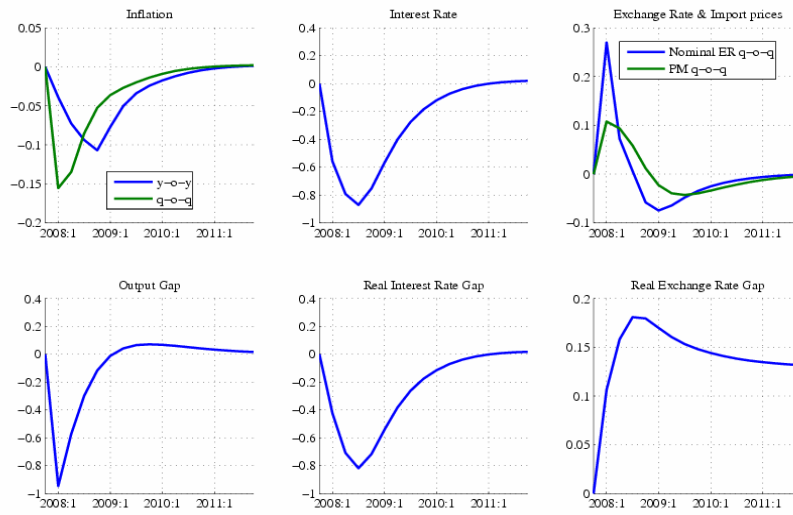 Inflation
0.05
0
−0.05
−0.1
−0.15
−0.2
y−o−y
q−o−q
2008:1 2009:1 2010:1 2011:1
Interest Rate
0.4
0.2
0
−0.2
−0.4
−0.6
−0.8
−1
2008:1 2009:1 2010:1 2011:1
Exchange Rate & Import prices
0.3
0.2
0.1
0
−0.1
Nominal ER q−o−q
PM q−o−q
2008:1 2009:1 2010:1 2011:1
Output Gap
0.4
0.2
0
−0.2
−0.4
−0.6
−0.8
−1
2008:1 2009:1 2010:1 2011:1
Real Interest Rate Gap
0.4
0.2
0
−0.2
−0.4
−0.6
−0.8
−1
2008:1 2009:1 2010:1 2011:1
Real Exchange Rate Gap
0.2
0.15
0.1
0.05
0
2008:1 2009:1 2010:1 2011:1